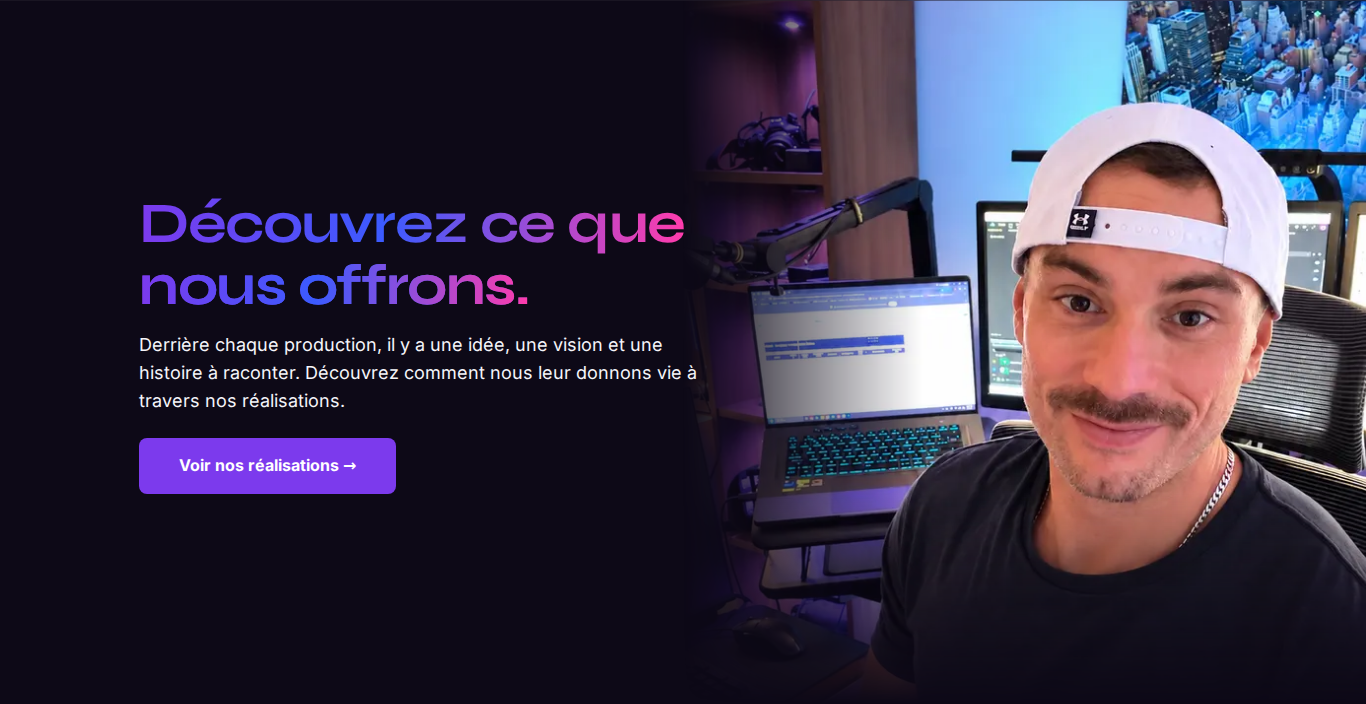 Découvrez ce que
nous offrons.
Derrière chaque production, il y a une idée, une vision et une
histoire à raconter. Découvrez comment nous leur donnons vie à
travers nos réalisations.
Voir nos réalisations →